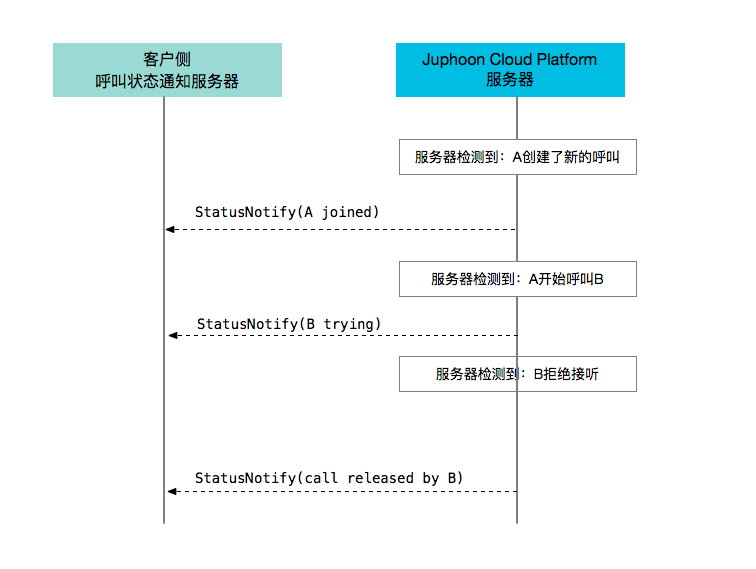 客户侧
呼叫状态通知服务器
Juphoon Cloud Platform
服务器
服务器检测到：A创建了新的呼叫
StatusNotify(A joined)
服务器检测到：A开始呼叫B
StatusNotify(B trying)
服务器检测到：B拒绝接听
StatusNotify(call released by B)